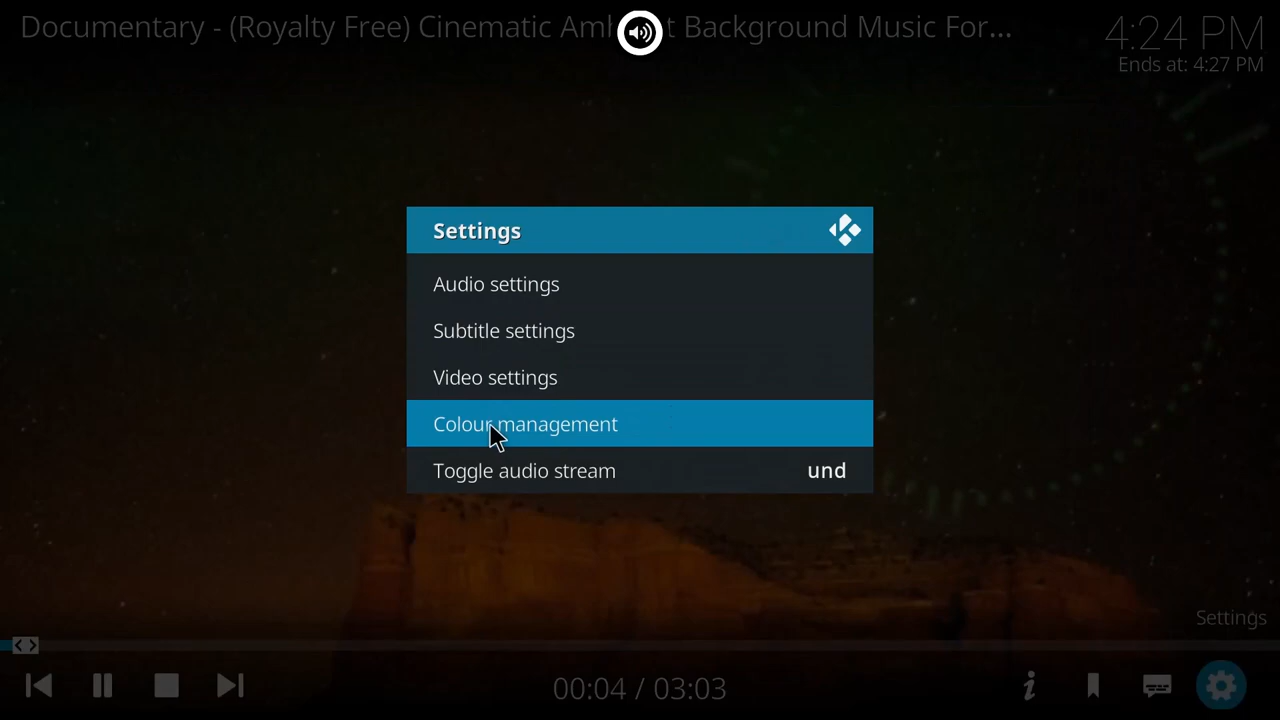 Documentary - (Royalty Free) Cinematic Background Music For...
4:24 PM
Ends at: 4:27 PM
Settings
Audio settings
Subtitle settings
Video settings
Colour management
Toggle audio stream und
Settings
00:04 / 03:03